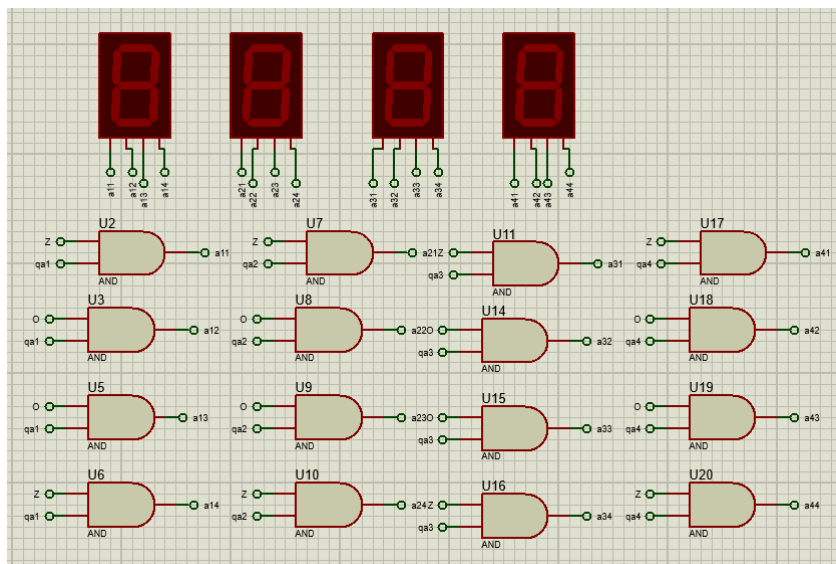 a11 a12 a13 a14 a21 a22 a23 a24 a31 a32 a33 a34 a41 a42 a43 a44
U2 U7 U11 U17
Z a11 Z a21 Z Z a41
qa1 qa2 qa3 a31 qa4
AND AND AND AND
U3 U8 U14 U18
O a12 O a22 O a32 O a42
qa1 qa2 qa3 qa4
AND AND AND AND
U5 U9 U15 U19
O a13 O a23 O a33 O a43
qa1 qa2 qa3 qa4
AND AND AND AND
U6 U10 U16 U20
Z a14 Z a24 Z a34 Z a44
qa1 qa2 qa3 qa4
AND AND AND AND